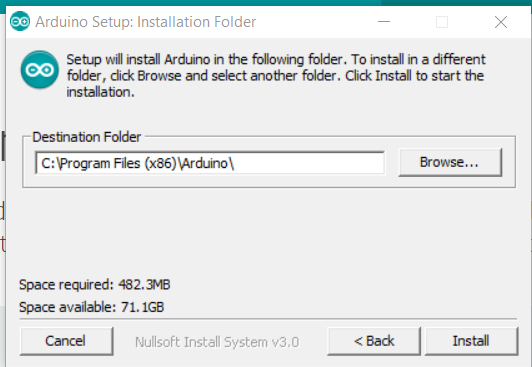 Arduino Setup: Installation Folder
Setup will install Arduino in the following folder. To install in a different
folder, click Browse and select another folder. Click Install to start the
installation.
Destination Folder
C:\Program Files (x86)\Arduino\
Browse...
Space required: 482.3MB
Space available: 71.1GB
Cancel
Nullsoft Install System v3.0
< Back
Install